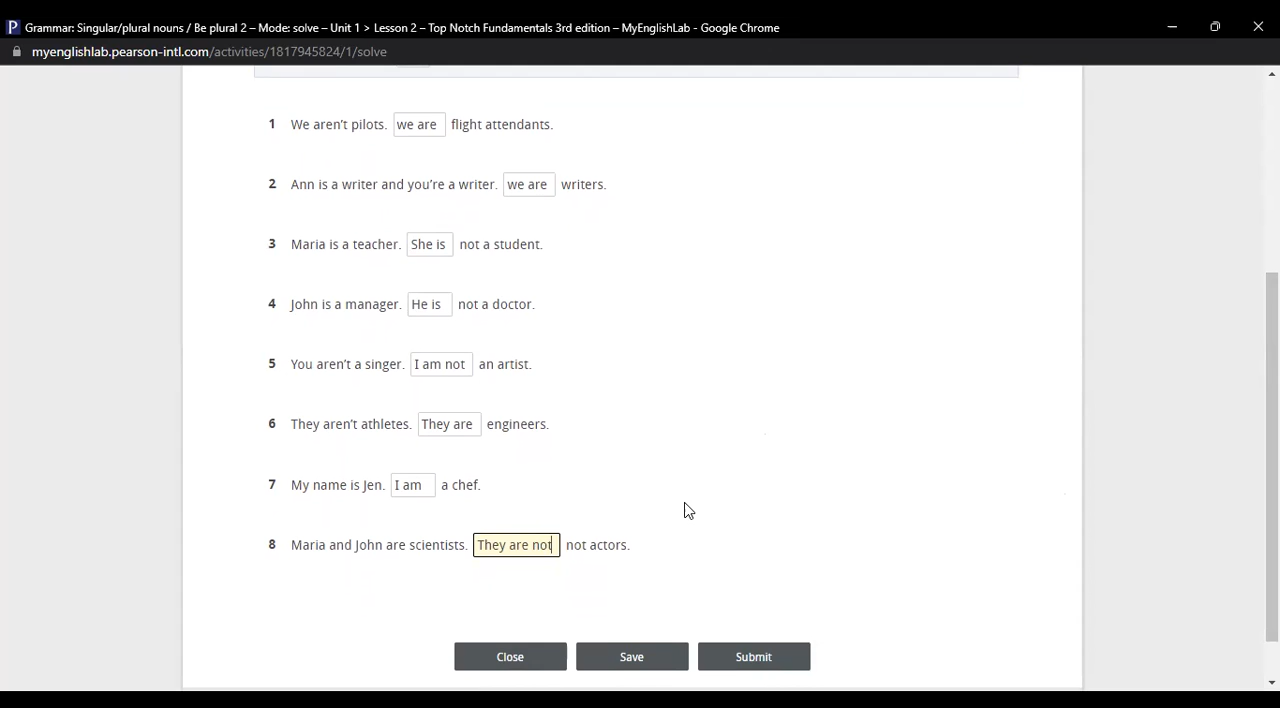 Grammar: Singular/plural nouns / Be plural 2 – Mode: solve – Unit 1 > Lesson 2 – Top Notch Fundamentals 3rd edition – MyEnglishLab - Google Chrome
myenglishlab.pearson-intl.com/activities/1817945824/1/solve
1 We aren't pilots. we are flight attendants.
2 Ann is a writer and you're a writer. we are writers.
3 Maria is a teacher. She is not a student.
4 John is a manager. He is not a doctor.
5 You aren't a singer. I am not an artist.
6 They aren't athletes. They are engineers.
7 My name is Jen. I am a chef.
8 Maria and John are scientists. They are not not actors.
Close Save Submit